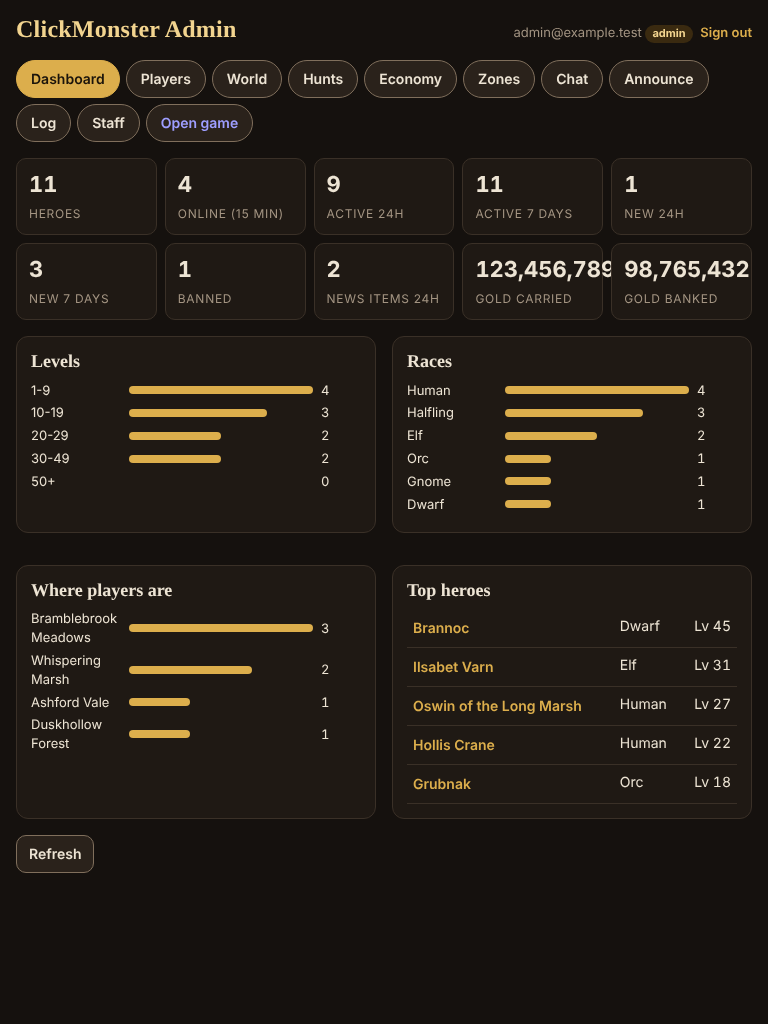 ClickMonster Admin
admin@example.test admin Sign out
Dashboard Players World Hunts Economy Zones Chat Announce
Log Staff Open game
11 4 9 11 1
HEROES ONLINE (15 MIN) ACTIVE 24H ACTIVE 7 DAYS NEW 24H
3 1 2 123,456,789 98,765,432
NEW 7 DAYS BANNED NEWS ITEMS 24H GOLD CARRIED GOLD BANKED
Levels
1-9 4
10-19 3
20-29 2
30-49 2
50+ 0
Races
Human 4
Halfling 3
Elf 2
Orc 1
Gnome 1
Dwarf 1
Where players are
Bramblebrook
Meadows 3
Whispering
Marsh 2
Ashford Vale 1
Duskhollow
Forest 1
Top heroes
Brannoc Dwarf Lv 45
Ilsabet Varn Elf Lv 31
Oswin of the Long Marsh Human Lv 27
Hollis Crane Human Lv 22
Grubnak Orc Lv 18
Refresh